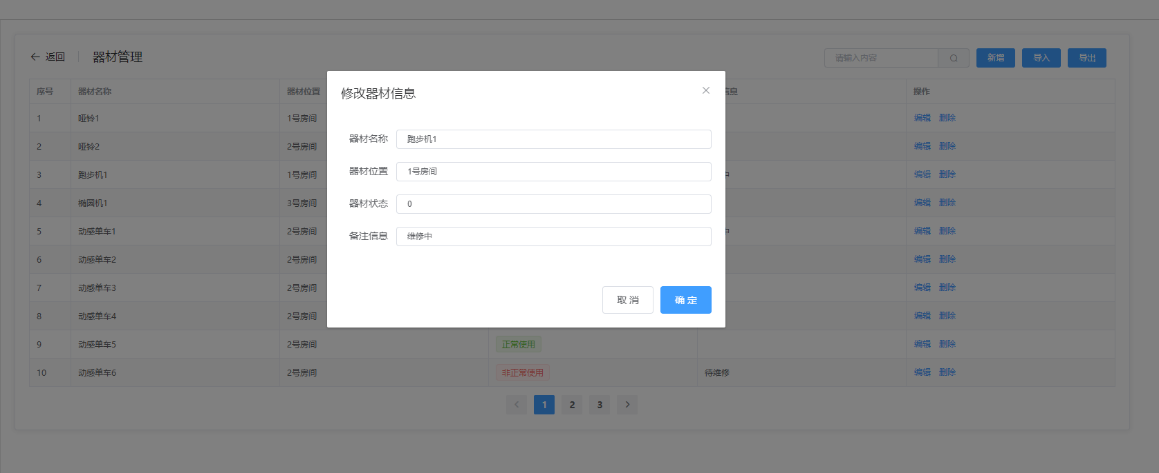 返回 器材管理 请输入内容 新增 导入 导出
修改器材信息
器材名称 跑步机1
器材位置 1号房间
器材状态 0
备注信息 维修中
取消 确定
序号 器材名称 器材位置 信息 操作
1 哑铃1 1号房间 编辑 删除
2 哑铃2 2号房间 编辑 删除
3 跑步机1 1号房间 编辑 删除
4 椭圆机1 3号房间 编辑 删除
5 动感单车1 2号房间 编辑 删除
6 动感单车2 2号房间 编辑 删除
7 动感单车3 2号房间 编辑 删除
8 动感单车4 2号房间 编辑 删除
9 动感单车5 2号房间 正常使用 编辑 删除
10 动感单车6 2号房间 非正常使用 待维修 编辑 删除
1 2 3